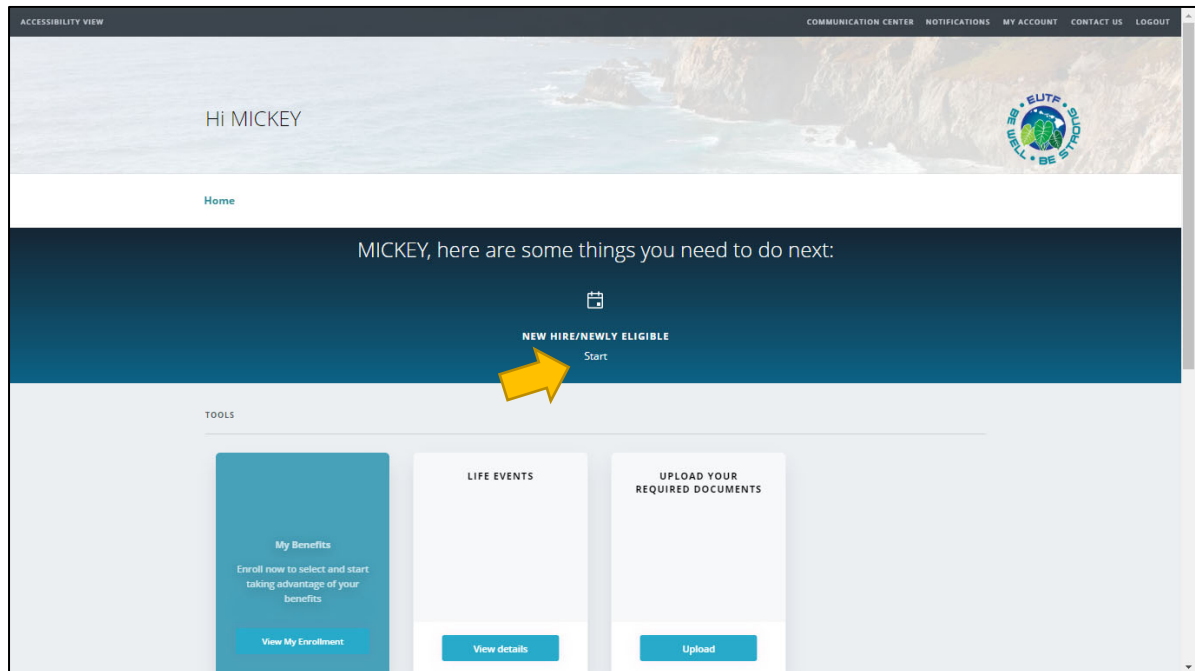 ACCESSIBILITY VIEW
COMMUNICATION CENTER NOTIFICATIONS MY ACCOUNT CONTACT US LOGOUT
Hi MICKEY
EUTF
BE WELL • BE STRONG
Home
MICKEY, here are some things you need to do next:
NEW HIRE/NEWLY ELIGIBLE
Start
TOOLS
My Benefits
Enroll now to select and start
taking advantage of your
benefits
View My Enrollment
LIFE EVENTS
View details
UPLOAD YOUR
REQUIRED DOCUMENTS
Upload